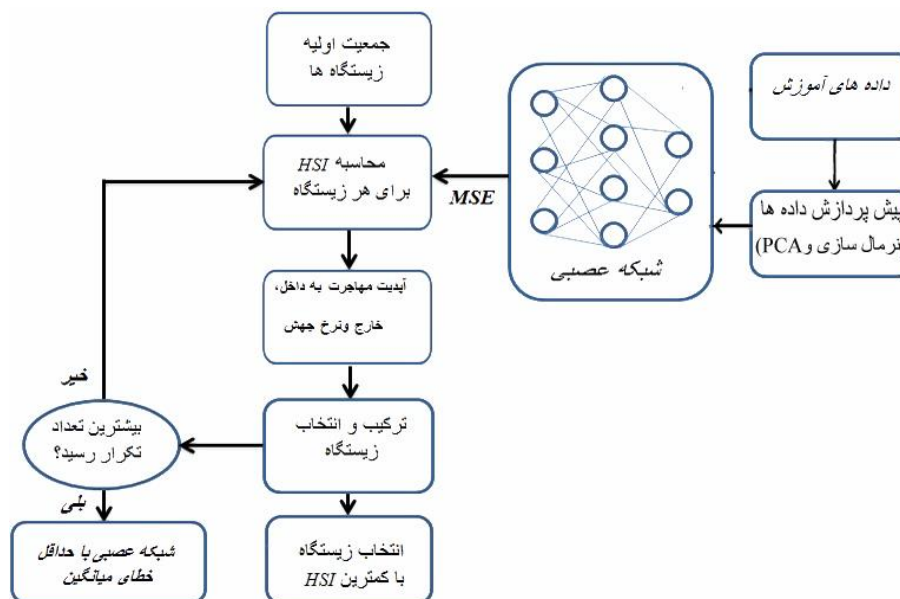 جمعیت اولیه
زیستگاه ها
داده های آموزش
محاسبه HSI
برای هر زیستگاه
MSE
پیش پردازش داده ها
نرمال سازی و PCA)
شبکه عصبی
آپدیت مهاجرت به داخل،
خارج ونرخ جهش
خیر
بیشترین تعداد
تکرار رسید؟
ترکیب و انتخاب
زیستگاه
بلی
شبکه عصبی با حداقل
خطای میانگین
انتخاب زیستگاه
با کمترین HSI